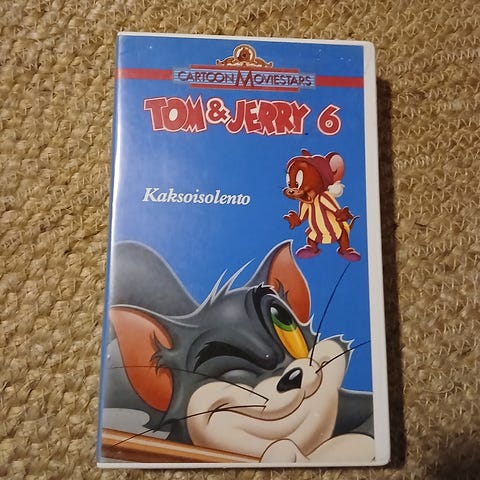 CARTOON MOVIESTARS
TOM & JERRY 6
Kaksoisolento